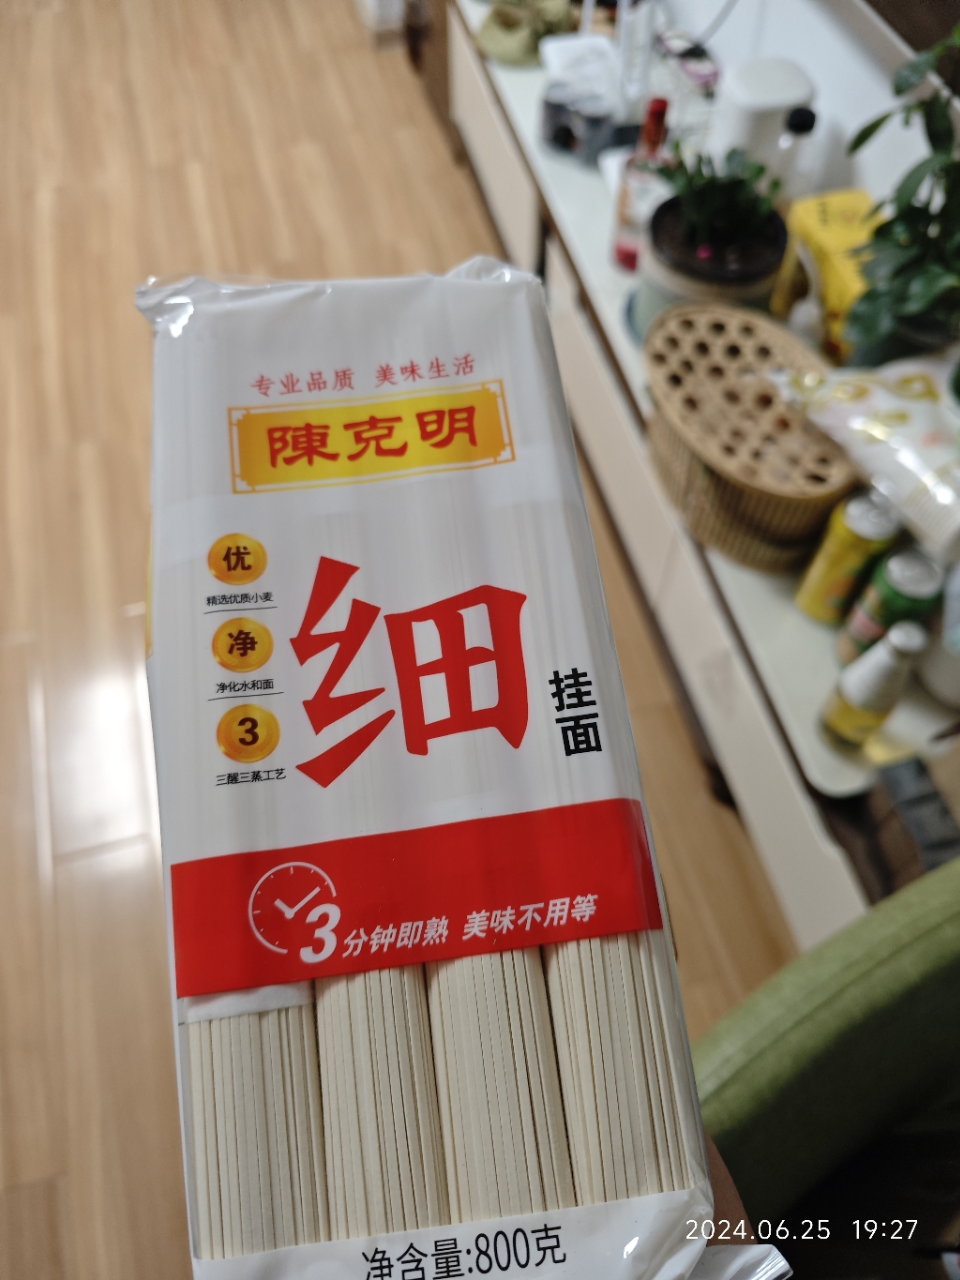 专业品质 美味生活
陳克明
优
精选优质小麦
净
净化水和面
3
三醒三蒸工艺
细
挂面
3分钟即熟 美味不用等
净含量:800克
2024.06.25 19:27